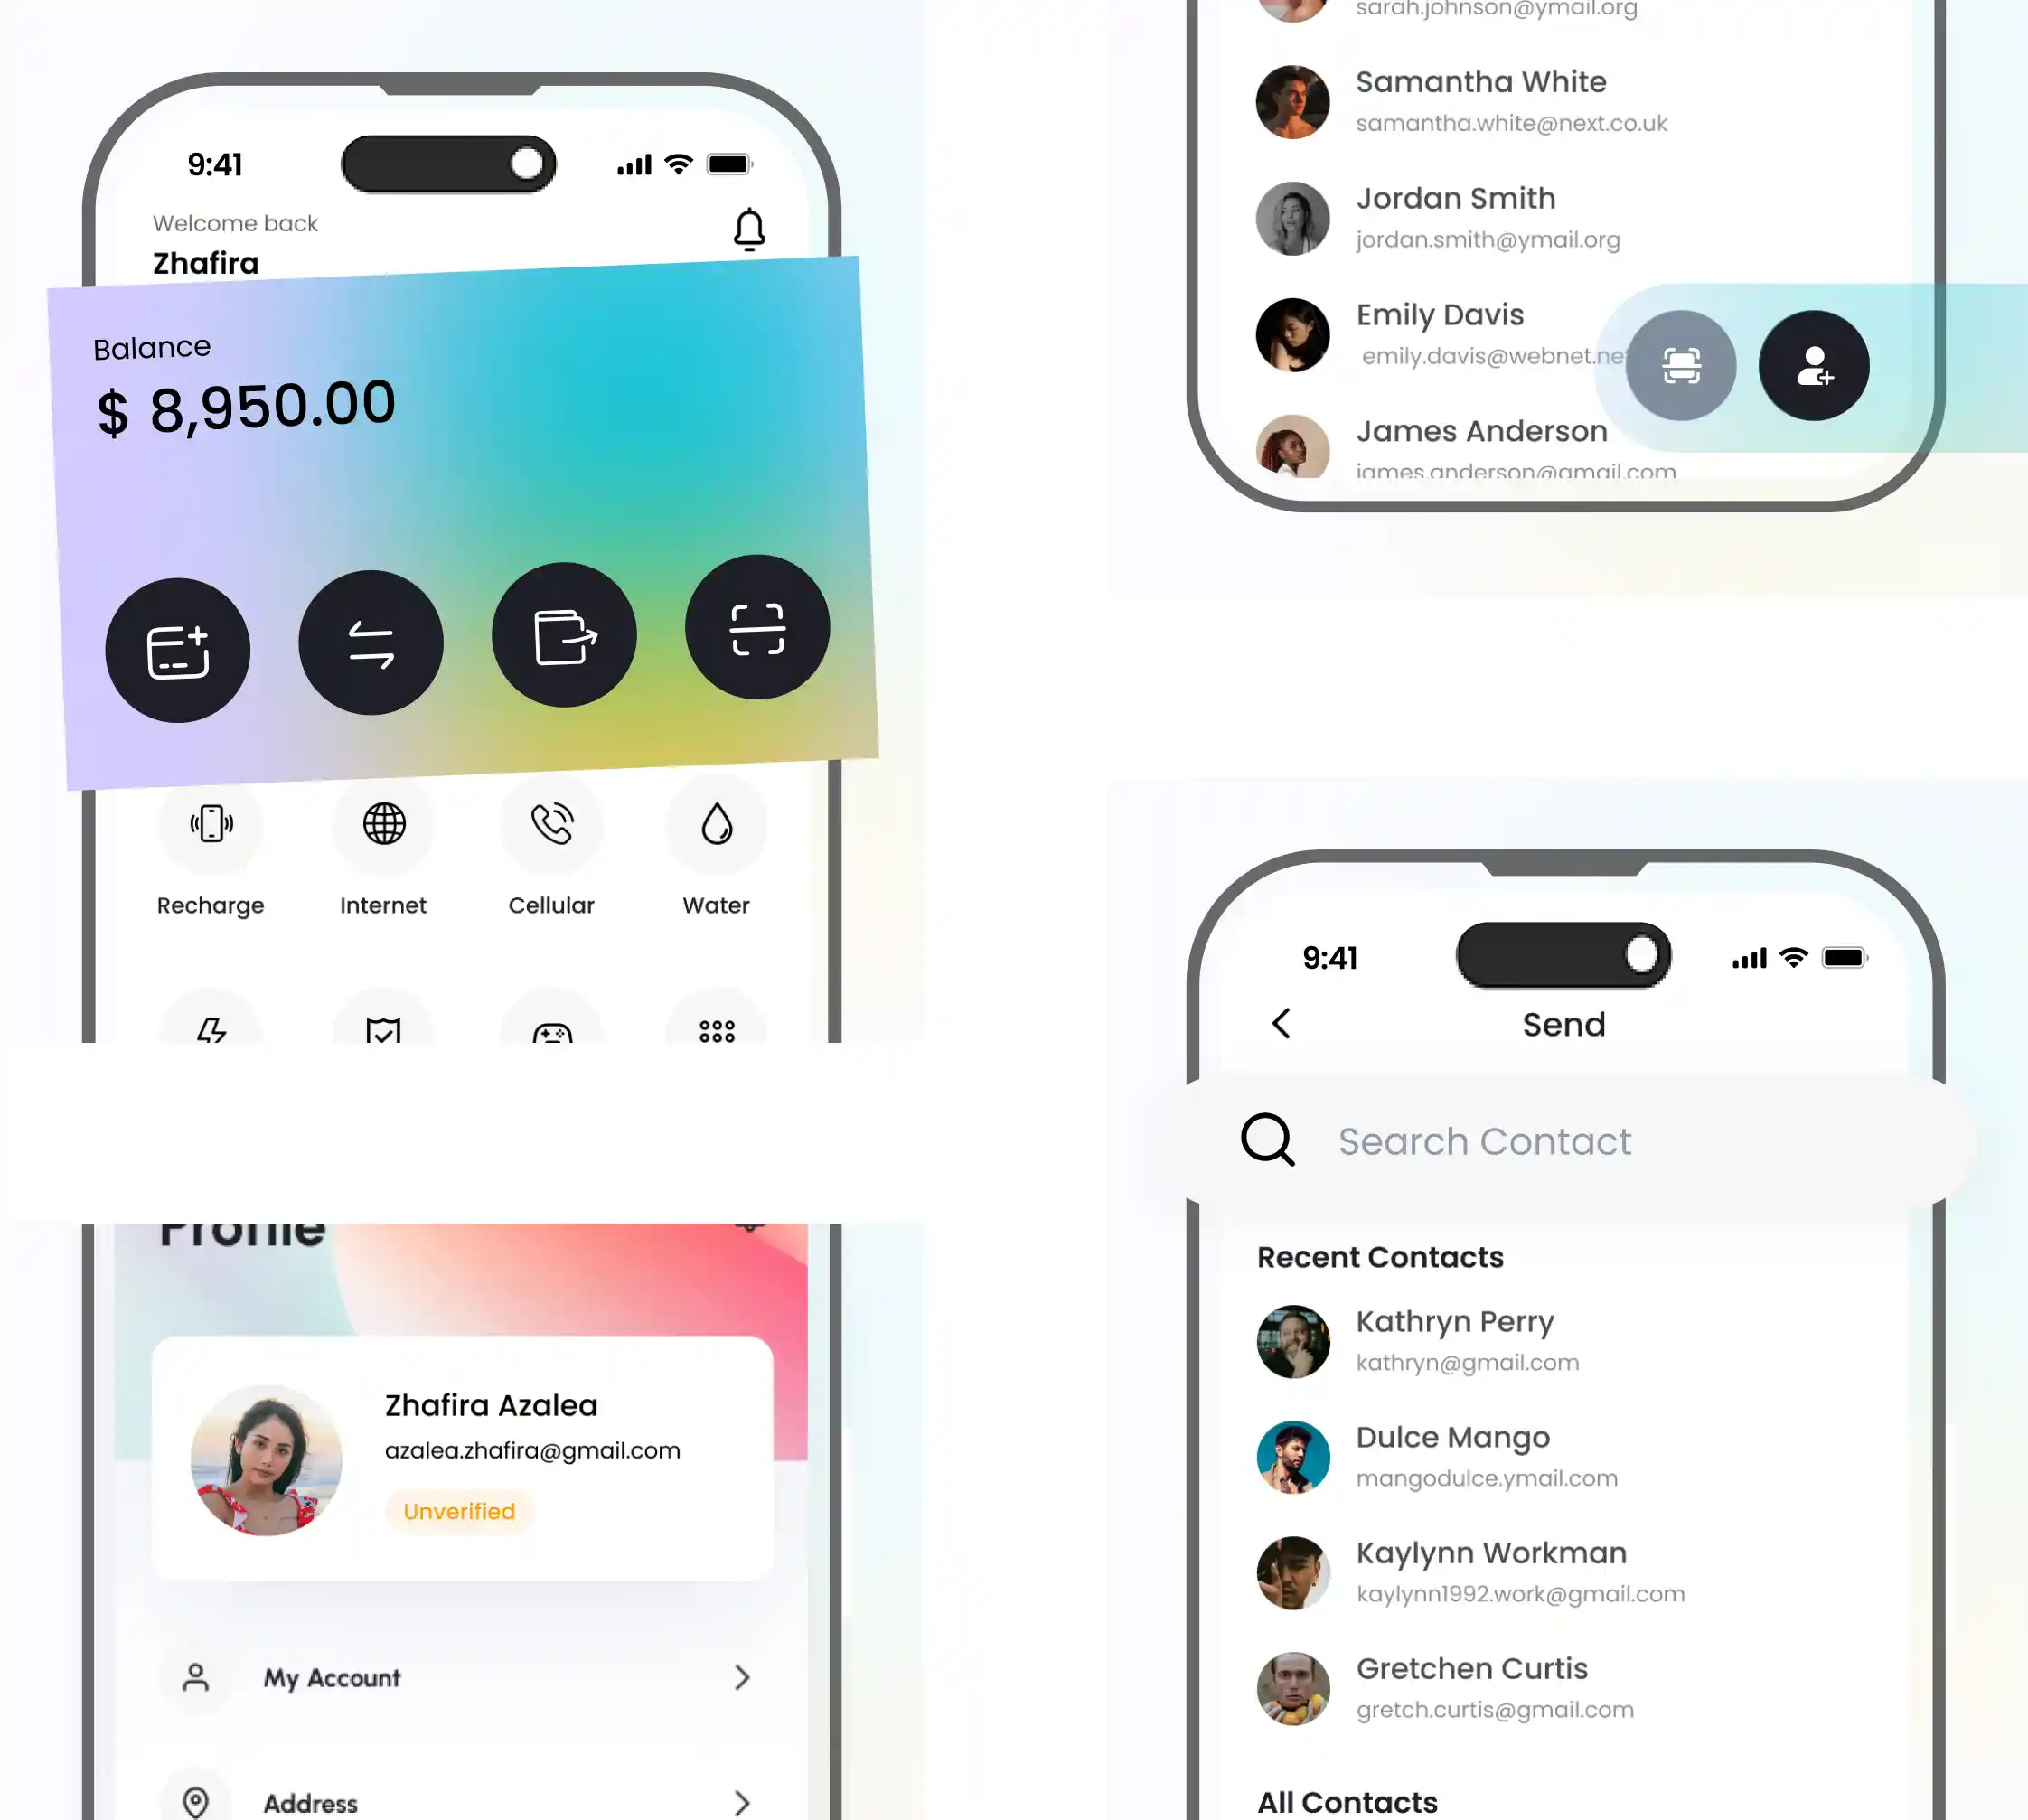 9:41
Welcome back
Zhafira
Balance
$ 8,950.00
Recharge
Internet
Cellular
Water
Profile
Zhafira Azalea
azalea.zhafira@gmail.com
Unverified
My Account
Address
sarah.johnson@ymail.org
Samantha White
samantha.white@next.co.uk
Jordan Smith
jordan.smith@ymail.org
Emily Davis
emily.davis@webnet.net
James Anderson
james.anderson@gmail.com
9:41
Send
Search Contact
Recent Contacts
Kathryn Perry
kathryn@gmail.com
Dulce Mango
mangodulce.ymail.com
Kaylynn Workman
kaylynn1992.work@gmail.com
Gretchen Curtis
gretch.curtis@gmail.com
All Contacts